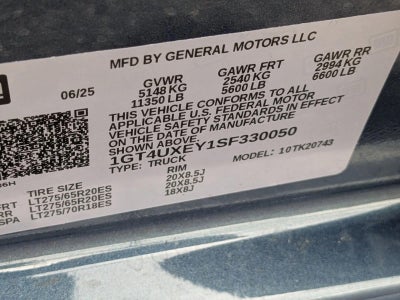 MFD BY GENERAL MOTORS LLC
06/25 GVWR GAWR FRT GAWR RR
5148 KG 2540 KG 2994 KG
11350 LB 5600 LB 6600 LB
THIS VEHICLE CONFORMS TO ALL
APPLICABLE U.S. FEDERAL MOTOR
VEHICLE SAFETY STANDARDS IN EFFECT
ON THE DATE OF MANUFACTURE
1GT4UXEY1SF330050
TYPE: TRUCK MODEL: 10TK20743
TIRE SIZE RIM
LT275/65R20ES 20X8.5J
RR LT275/65R20ES 20X8.5J
SPA LT275/70R18ES 18X8J